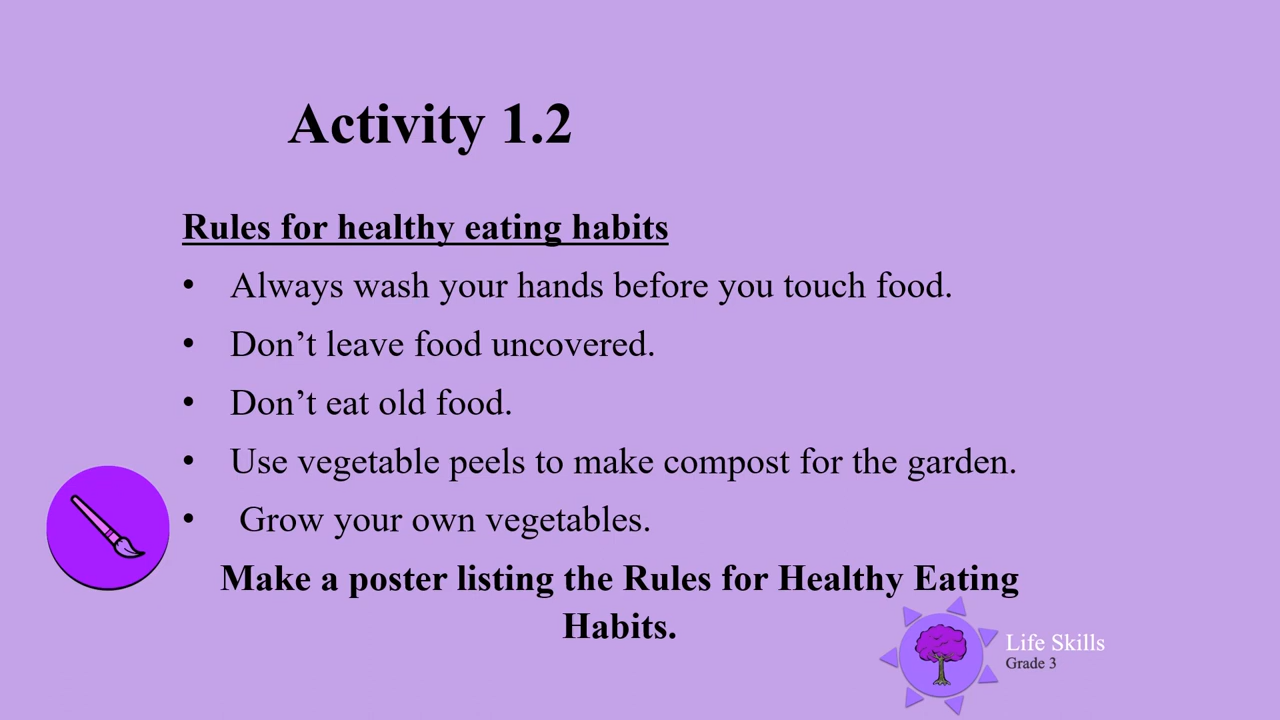 Activity 1.2
Rules for healthy eating habits
• Always wash your hands before you touch food.
• Don’t leave food uncovered.
• Don’t eat old food.
• Use vegetable peels to make compost for the garden.
• Grow your own vegetables.
Make a poster listing the Rules for Healthy Eating
Habits.
Life Skills
Grade 3